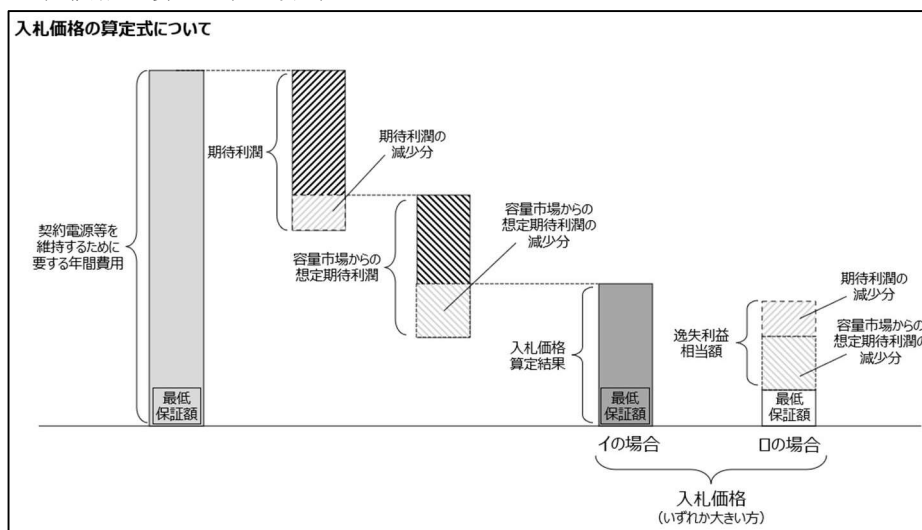 入札価格の算定式について
期待利潤
期待利潤の
減少分
契約電源等を
維持するために
要する年間費用
容量市場からの
想定期待利潤
容量市場からの
想定期待利潤の
減少分
入札価格
算定結果
逸失利益
相当額
期待利潤の
減少分
容量市場からの
想定期待利潤の
減少分
最低
保証額
最低
保証額
最低
保証額
イの場合
ロの場合
入札価格
(いずれか大きい方)